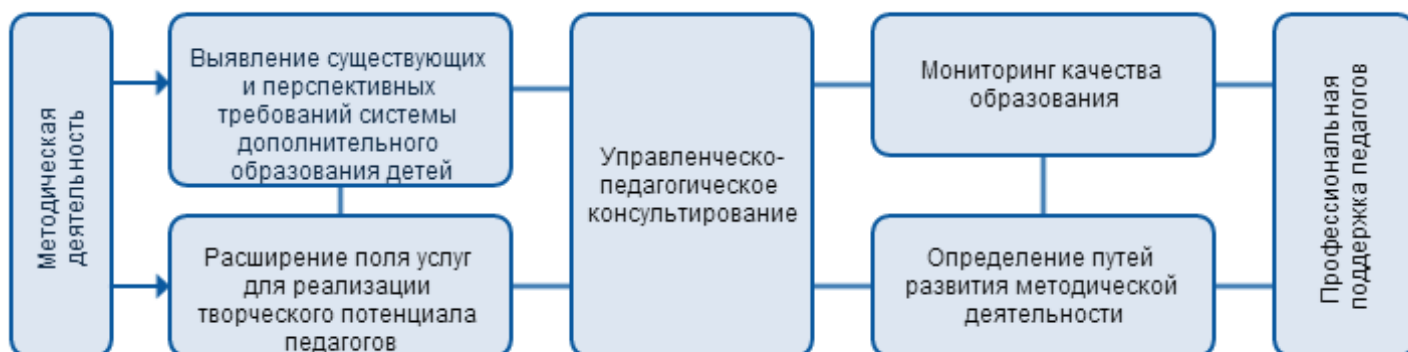 Методическая
деятельность
Выявление существующих
и перспективных
требований системы
дополнительного
образования детей
Расширение поля услуг
для реализации
творческого потенциала
педагогов
Управленческо-
педагогическое
консультирование
Мониторинг качества
образования
Определение путей
развития методической
деятельности
Профессиональная
поддержка педагогов